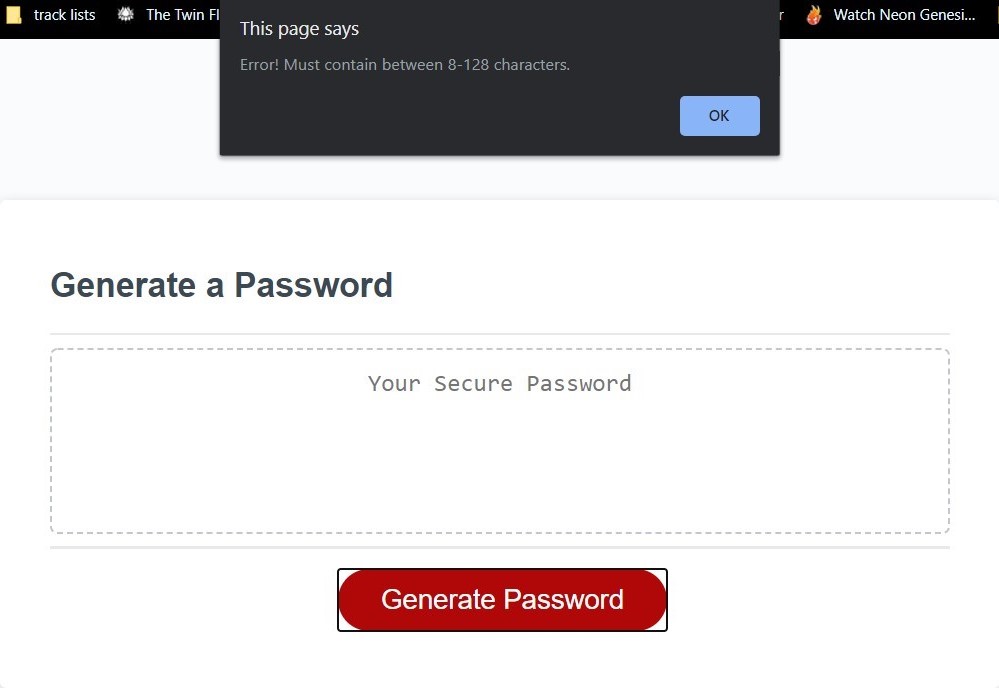 track lists
The Twin Fl
Watch Neon Genesi...
This page says
Error! Must contain between 8-128 characters.
OK
Generate a Password
Your Secure Password
Generate Password